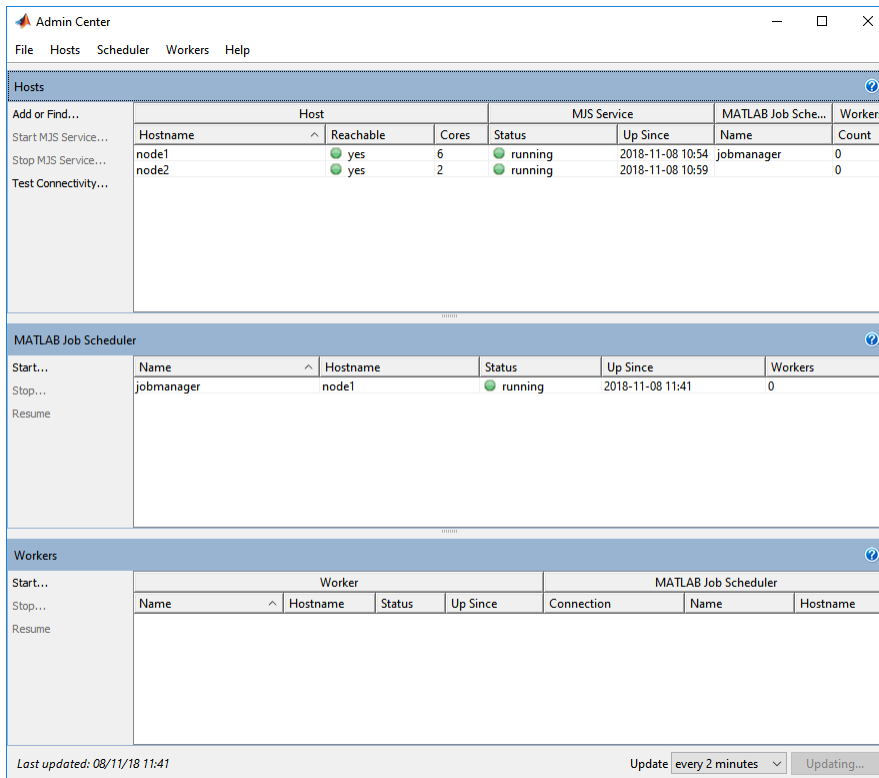 Admin Center
File Hosts Scheduler Workers Help
Hosts
Add or Find...
Start MJS Service...
Stop MJS Service...
Test Connectivity...
Host MJS Service MATLAB Job Sche... Workers
Hostname Reachable Cores Status Up Since Name Count
node1 yes 6 running 2018-11-08 10:54 jobmanager 0
node2 yes 2 running 2018-11-08 10:59 0
MATLAB Job Scheduler
Start...
Stop...
Resume
Name Hostname Status Up Since Workers
jobmanager node1 running 2018-11-08 11:41 0
Workers
Start...
Stop...
Resume
Worker MATLAB Job Scheduler
Name Hostname Status Up Since Connection Name Hostname
Last updated: 08/11/18 11:41 Update every 2 minutes Updating...